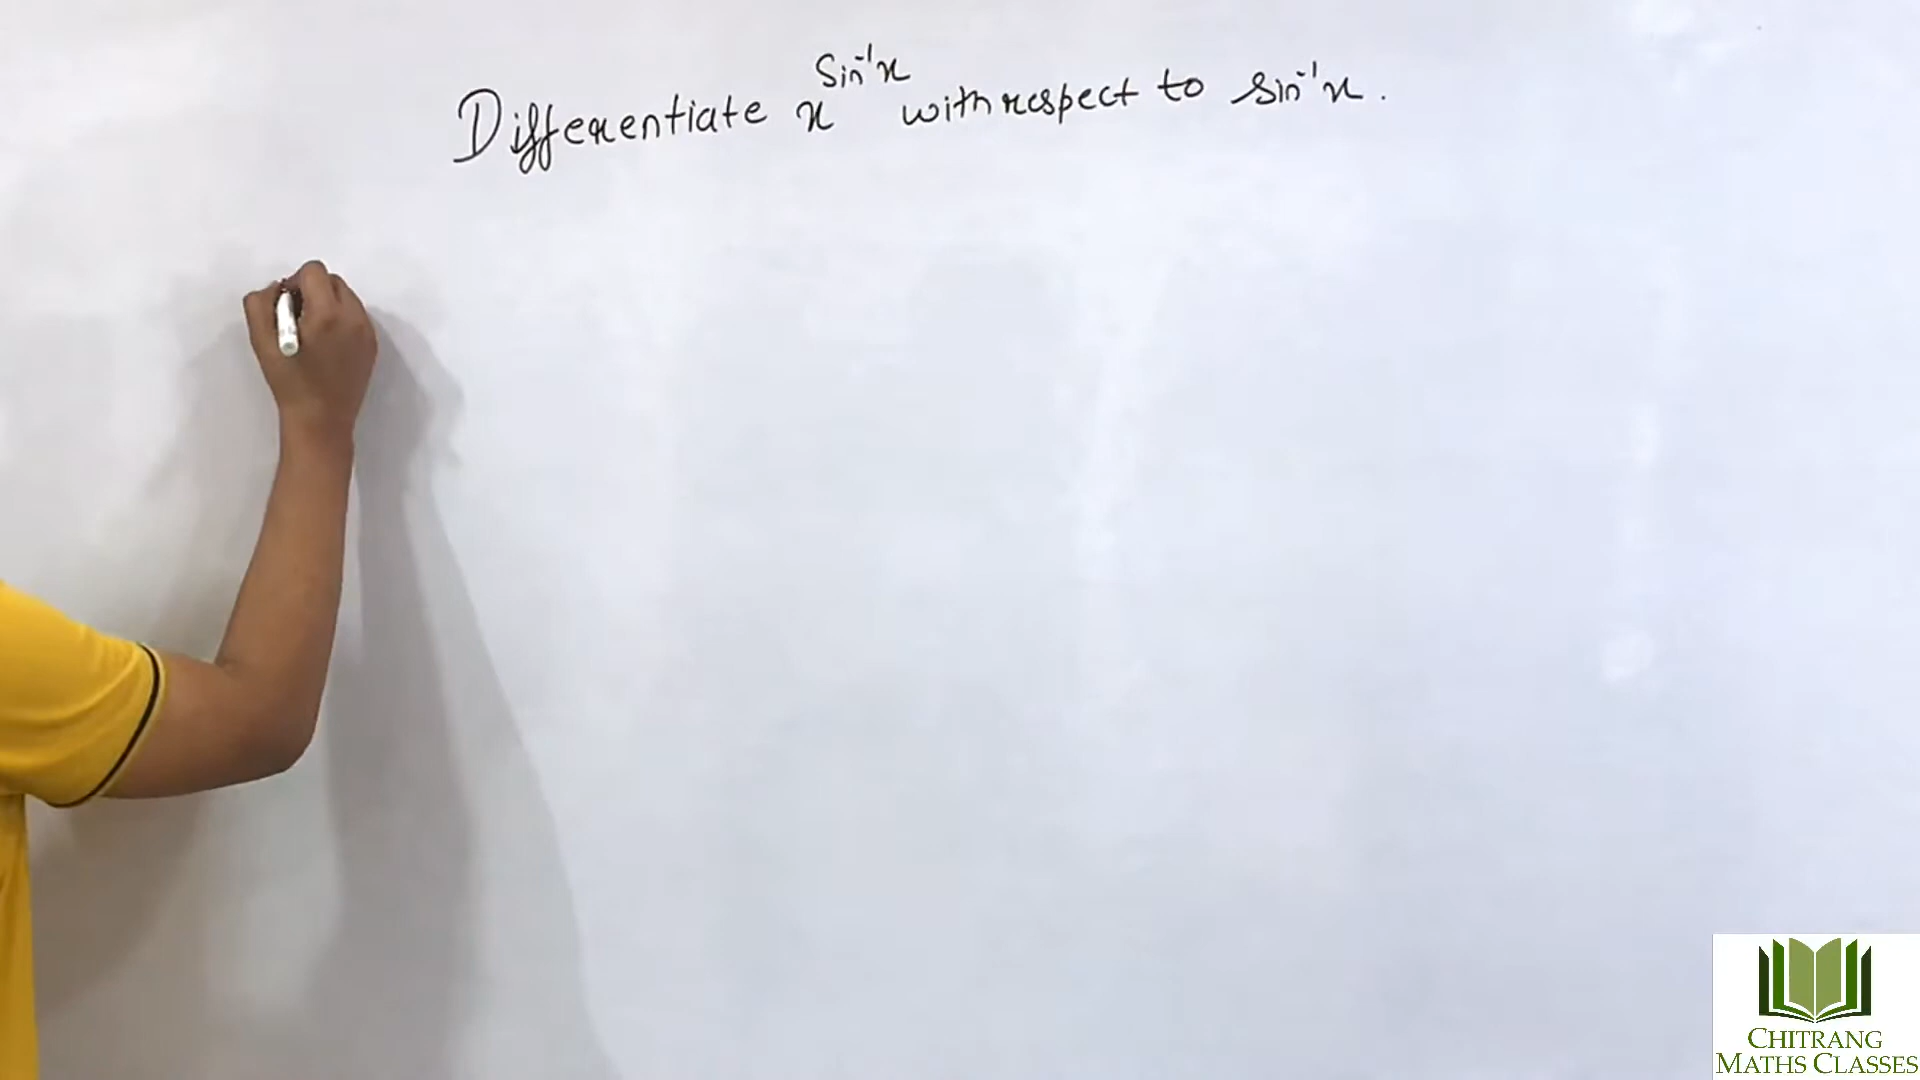 Differentiate x^sin⁻¹x with respect to sin⁻¹x.
CHITRANG
MATHS CLASSES